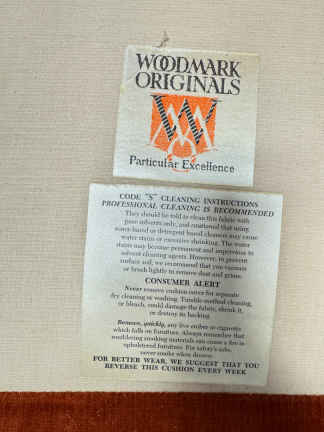 WOODMARK
ORIGINALS
Particular Excellence
CODE "S" CLEANING INSTRUCTIONS
PROFESSIONAL CLEANING IS RECOMMENDED
They should be told to clean this fabric with
pure solvents only, and cautioned that using
water-based or detergent based cleaners may cause
water stains or excessive shrinking. The water
stains may become permanent and impervious to
solvent cleaning agents. However, to prevent
surface soil, we recommend that you vacuum
or brush lightly to remove dust and grime.
CONSUMER ALERT
Never remove cushion cover for separate
dry cleaning or washing. Tumble-method cleaning,
or bleach, could damage the fabric, shrink it,
or destroy its backing.
Remove, quickly, any live ember or cigarette
which falls on furniture. Always remember that
smoldering smoking materials can cause a fire in
upholstered furniture. For safety's sake,
never smoke when drowsy.
FOR BETTER WEAR, WE SUGGEST THAT YOU
REVERSE THIS CUSHION EVERY WEEK